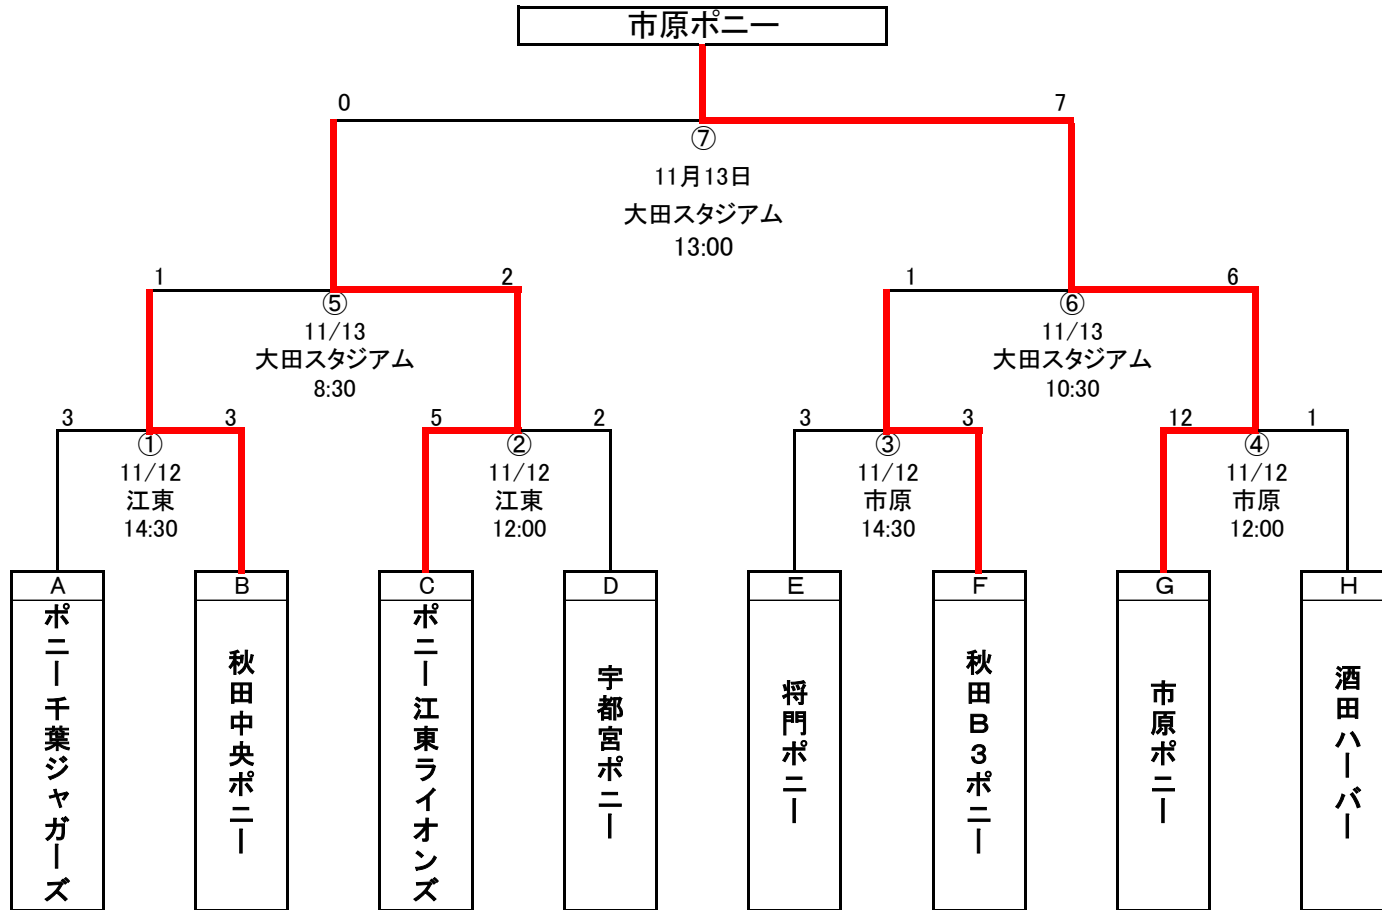 市原ポニー
0
7
⑦
11月13日
大田スタジアム
13:00
1
2
1
6
⑤
11/13
大田スタジアム
8:30
⑥
11/13
大田スタジアム
10:30
3
3
5
2
3
3
12
1
①
11/12
江東
14:30
②
11/12
江東
12:00
③
11/12
市原
14:30
④
11/12
市原
12:00
A
B
C
D
E
F
G
H
ポニー千葉ジャガーズ
秋田中央ポニー
ポニー江東ライオンズ
宇都宮ポニー
将門ポニー
秋田B3ポニー
市原ポニー
酒田ハーバー